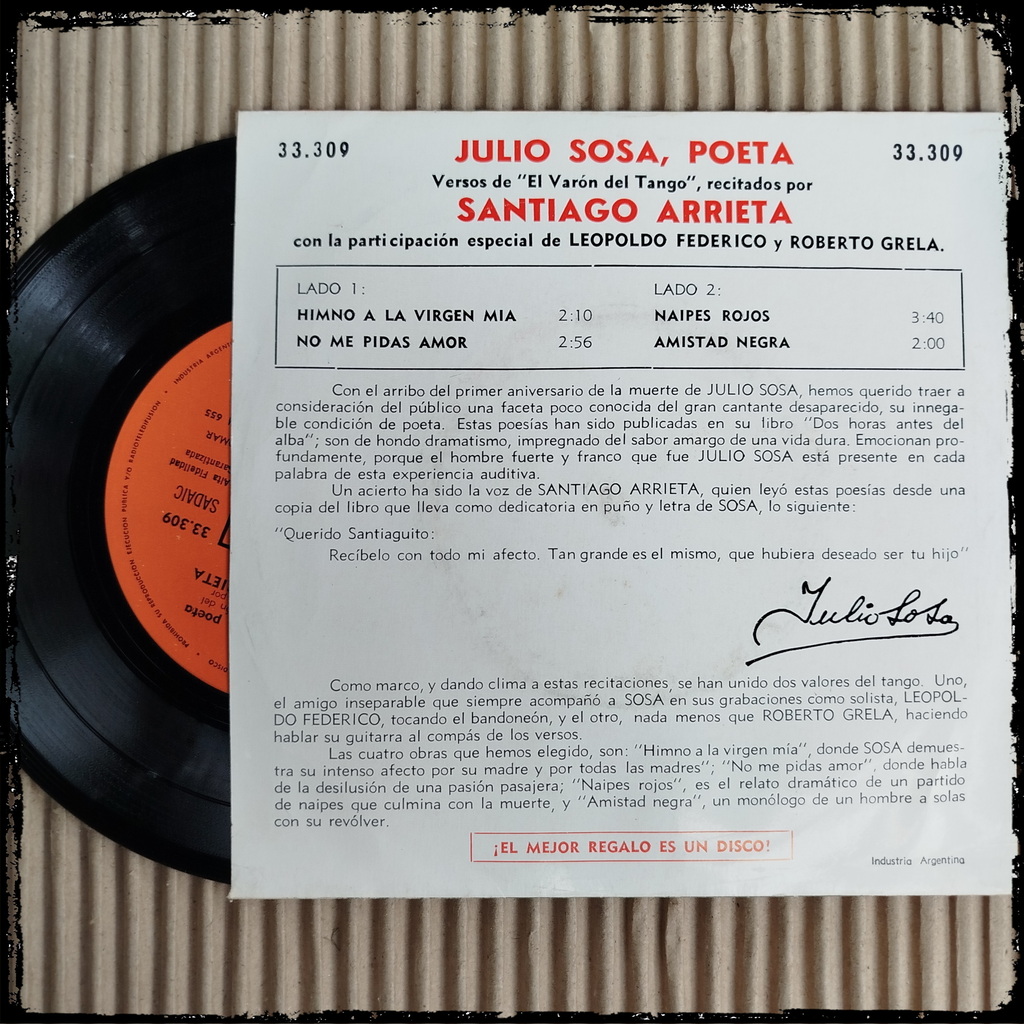 33.309 JULIO SOSA, POETA 33.309
Versos de "El Varón del Tango", recitados por
SANTIAGO ARRIETA
con la participación especial de LEOPOLDO FEDERICO y ROBERTO GRELA.
LADO 1: LADO 2:
HIMNO A LA VIRGEN MIA 2:10 NAIPES ROJOS 3:40
NO ME PIDAS AMOR 2:56 AMISTAD NEGRA 2:00
Con el arribo del primer aniversario de la muerte de JULIO SOSA, hemos querido traer a
consideración del público una faceta poco conocida del gran cantante desaparecido, su innega-
ble condición de poeta. Estas poesías han sido publicadas en su libro "Dos horas antes del
alba"; son de hondo dramatismo, impregnado del sabor amargo de una vida dura. Emocionan pro-
fundamente, porque el hombre fuerte y franco que fue JULIO SOSA está presente en cada
palabra de esta experiencia auditiva.
Un acierto ha sido la voz de SANTIAGO ARRIETA, quien leyó estas poesías desde una
copia del libro que lleva como dedicatoria en puño y letra de SOSA, lo siguiente:
"Querido Santiaguito:
Recíbelo con todo mi afecto. Tan grande es el mismo, que hubiera deseado ser tu hijo"
Julio Sosa
Como marco, y dando clima a estas recitaciones, se han unido dos valores del tango. Uno,
el amigo inseparable que siempre acompañó a SOSA en sus grabaciones como solista, LEOPOL-
DO FEDERICO, tocando el bandoneón, y el otro, nada menos que ROBERTO GRELA, haciendo
hablar su guitarra al compás de los versos.
Las cuatro obras que hemos elegido, son: "Himno a la virgen mía", donde SOSA demues-
tra su intenso afecto por su madre y por todas las madres"; "No me pidas amor", donde habla
de la desilusión de una pasión pasajera; "Naipes rojos", es el relato dramático de un partido
de naipes que culmina con la muerte, y "Amistad negra", un monólogo de un hombre a solas
con su revólver.
¡EL MEJOR REGALO ES UN DISCO!
Industria Argentina
poeta
por
33.309
SADAIC
Alta Fidelidad
Garantizada
655
PROHIBIDA SU REPRODUCCION EJECUCION PUBLICA Y/O RADIOTELEDIFUSION • INDUSTRIA